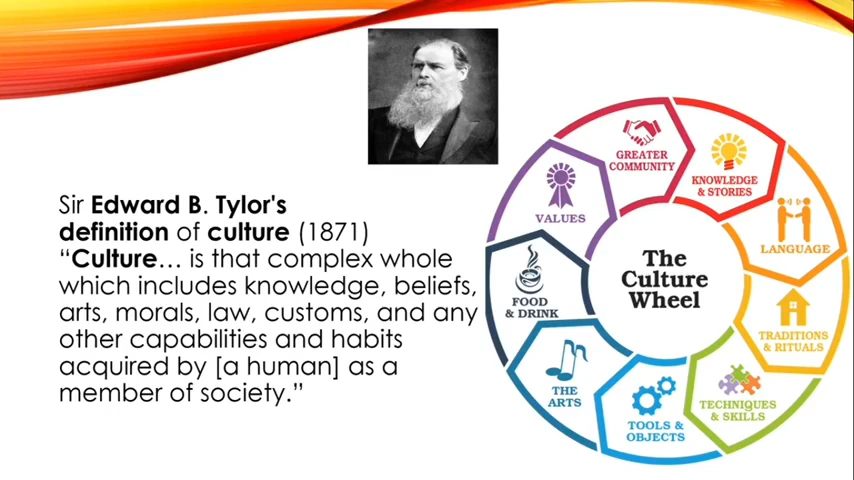 Sir Edward B. Tylor's
definition of culture (1871)
“Culture… is that complex whole
which includes knowledge, beliefs,
arts, morals, law, customs, and any
other capabilities and habits
acquired by [a human] as a
member of society.”
The
Culture
Wheel
GREATER
COMMUNITY
KNOWLEDGE
& STORIES
LANGUAGE
TRADITIONS
& RITUALS
TECHNIQUES
& SKILLS
TOOLS &
OBJECTS
THE
ARTS
FOOD
& DRINK
VALUES